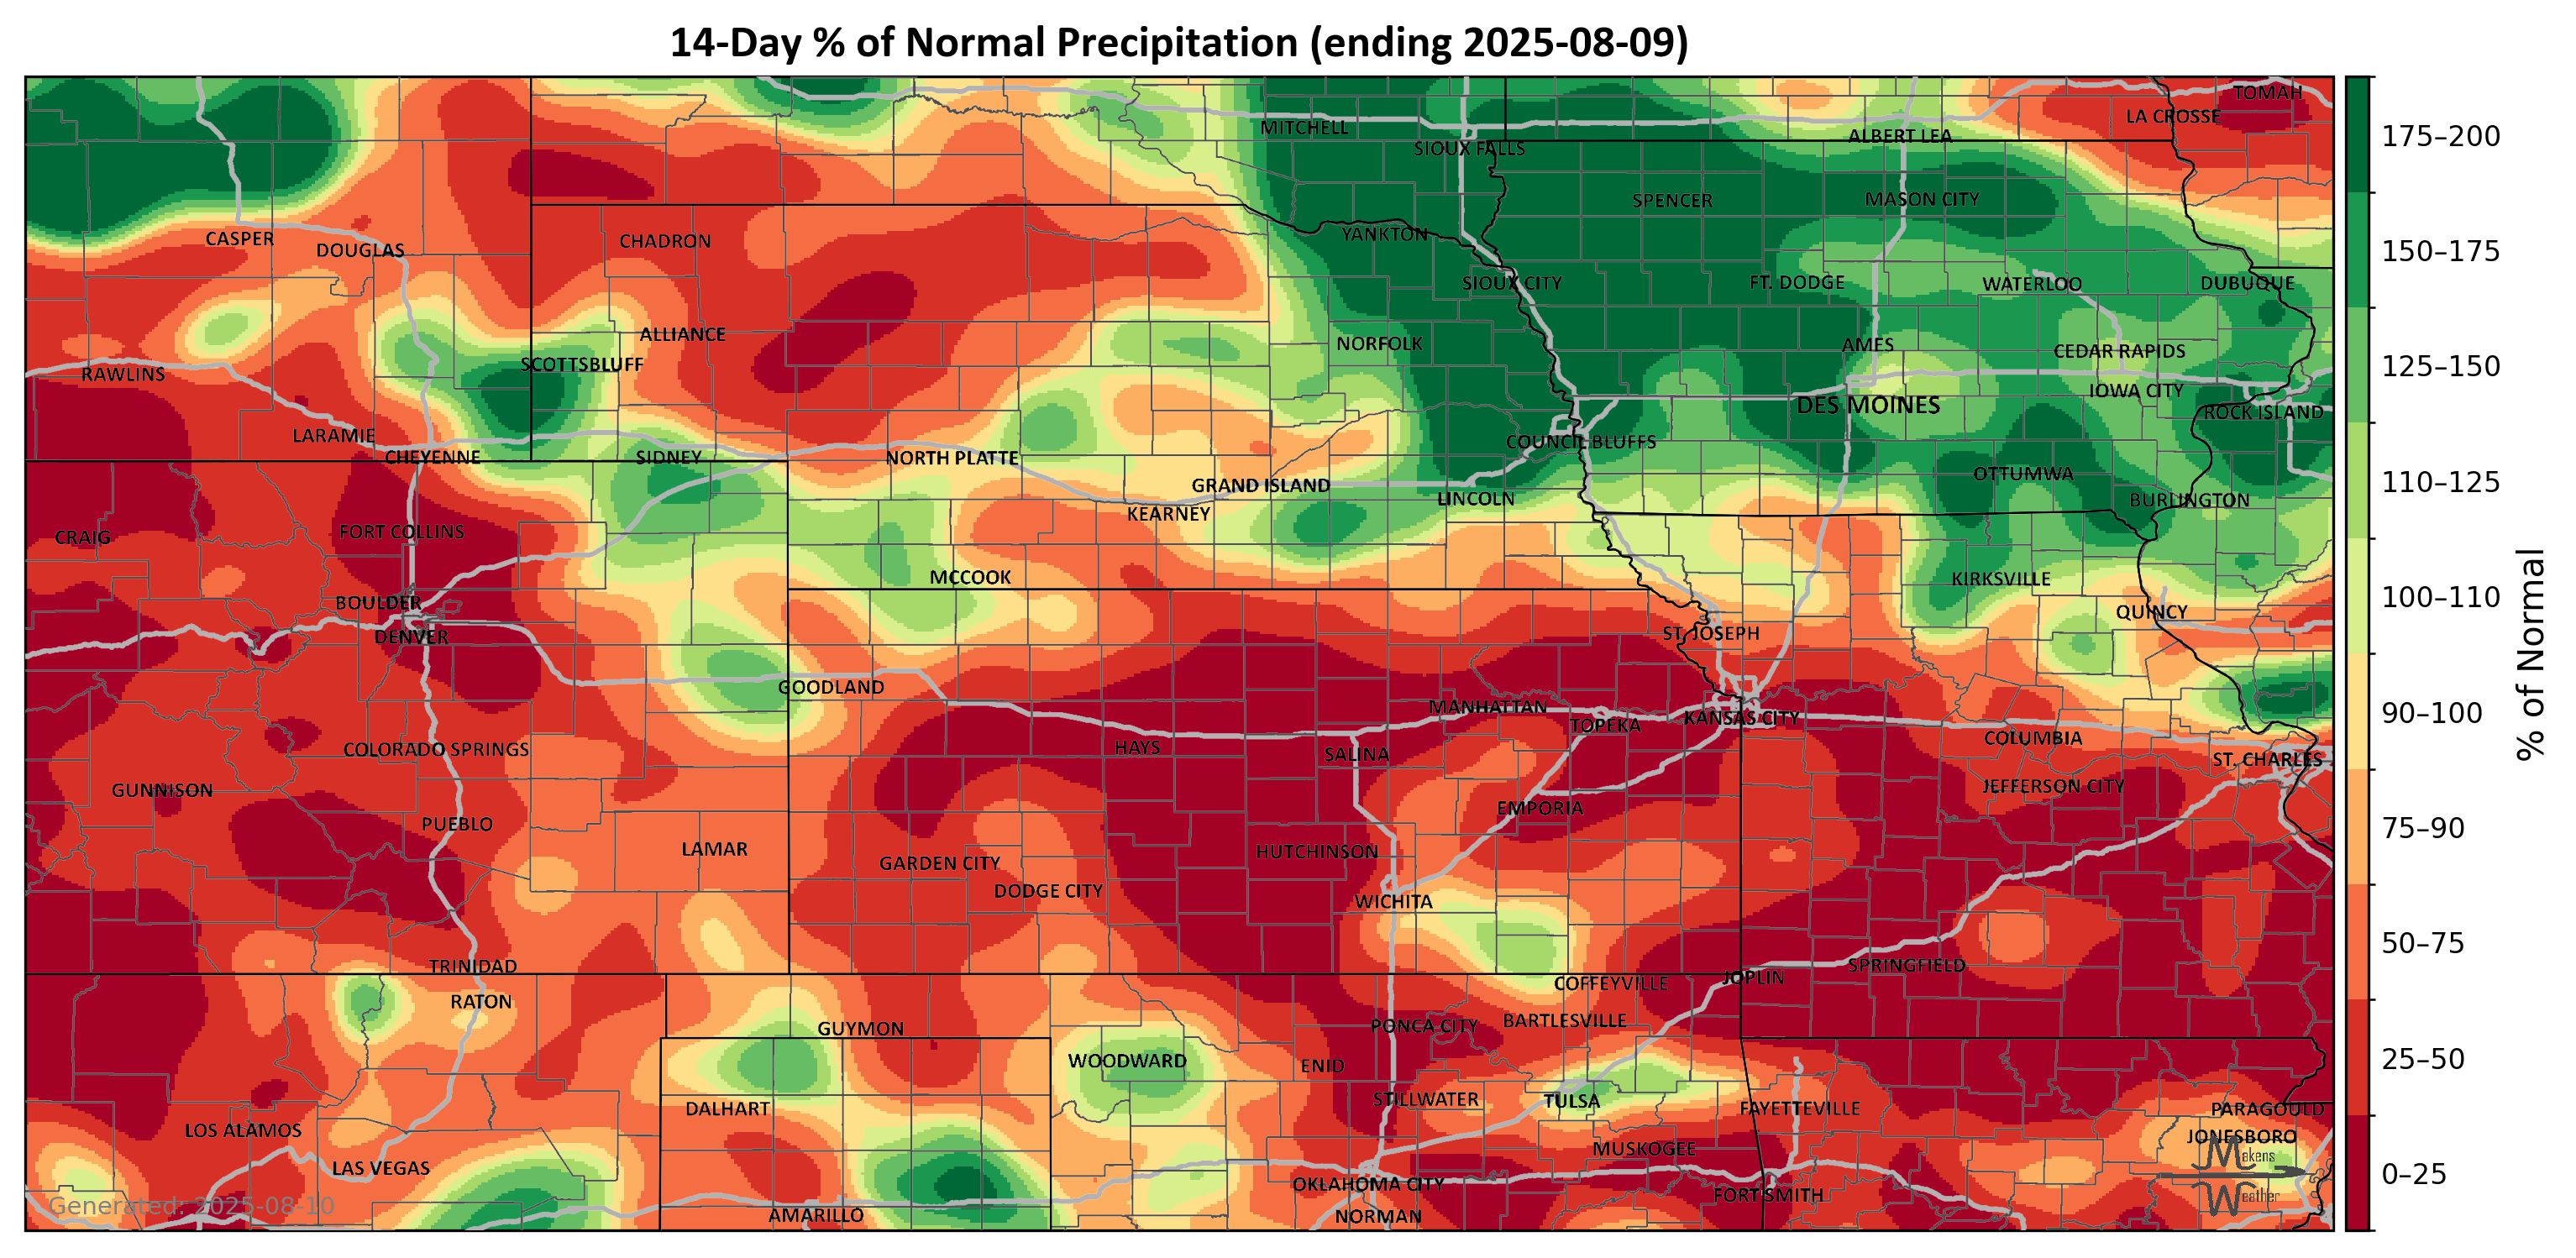 14-Day % of Normal Precipitation (ending 2025-08-09)
TOMAH
LA CROSSE
MITCHELL
ALBERT LEA
SIOUX FALLS
SPENCER
MASON CITY
YANKTON
CASPER
CHADRON
DOUGLAS
SIOUX CITY
FT. DODGE
WATERLOO
DUBUQUE
ALLIANCE
NORFOLK
AMES
CEDAR RAPIDS
SCOTTSBLUFF
RAWLINS
IOWA CITY
DES MOINES
ROCK ISLAND
LARAMIE
COUNCIL BLUFFS
CHEYENNE
SIDNEY
NORTH PLATTE
OTTUMWA
GRAND ISLAND
LINCOLN
BURLINGTON
KEARNEY
FORT COLLINS
CRAIG
MCCOOK
KIRKSVILLE
BOULDER
QUINCY
DENVER
ST. JOSEPH
GOODLAND
MANHATTAN
KANSAS CITY
TOPEKA
COLUMBIA
COLORADO SPRINGS
HAYS
SALINA
ST. CHARLES
GUNNISON
JEFFERSON CITY
EMPORIA
PUEBLO
LAMAR
HUTCHINSON
GARDEN CITY
DODGE CITY
WICHITA
TRINIDAD
SPRINGFIELD
JOPLIN
COFFEYVILLE
RATON
GUYMON
PONCA CITY
BARTLESVILLE
WOODWARD
ENID
DALHART
STILLWATER
TULSA
FAYETTEVILLE
PARAGOULD
LOS ALAMOS
JONESBORO
MUSKOGEE
LAS VEGAS
OKLAHOMA CITY
FORT SMITH
AMARILLO
NORMAN
Generated: 2025-08-10
Makens
Weather
175–200
150–175
125–150
110–125
100–110
90–100
75–90
50–75
25–50
0–25
% of Normal